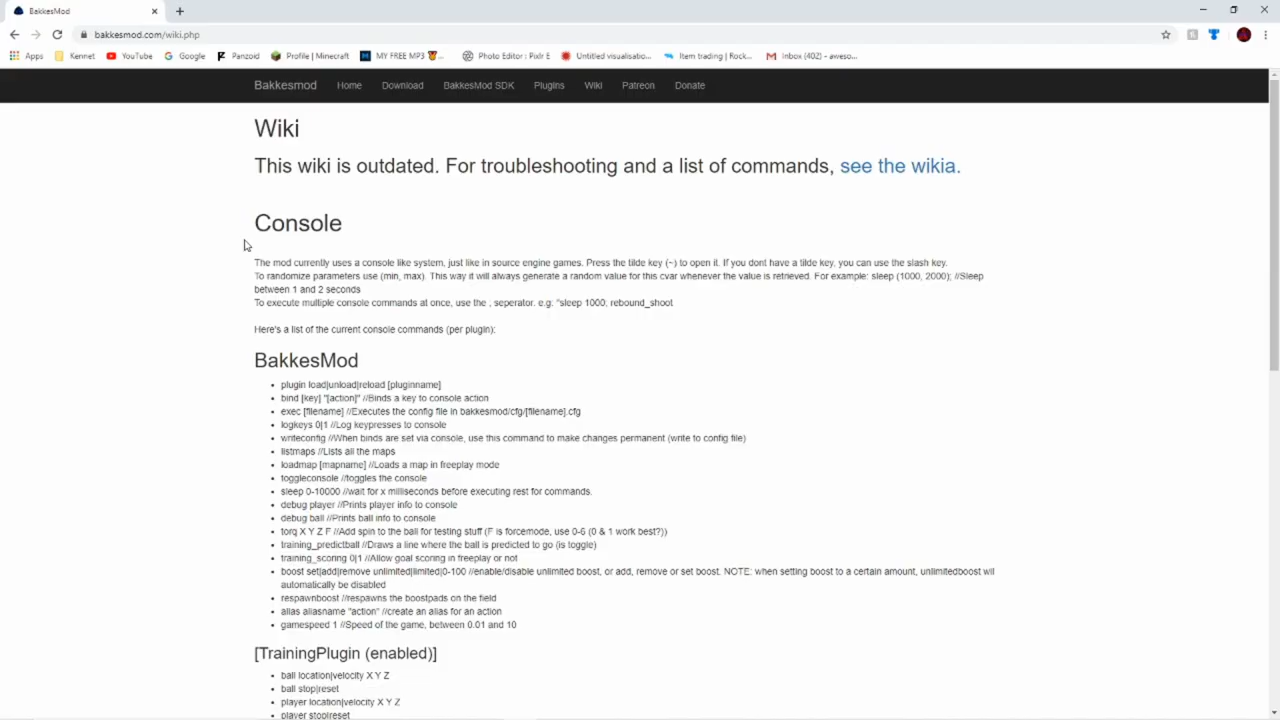 BakkesMod
bakkesmod.com/wiki.php
Apps Kennet YouTube Google Panzoid Profile | Minecraft MY FREE MP3 ... Photo Editor : Pixlr E Untitled visualisatio... Item trading | Rock... Inbox (402) - aweso...
Bakkesmod Home Download BakkesMod SDK Plugins Wiki Patreon Donate
Wiki
This wiki is outdated. For troubleshooting and a list of commands, see the wikia.
Console
The mod currently uses a console like system, just like in source engine games. Press the tilde key (~) to open it. If you dont have a tilde key, you can use the slash key.
To randomize parameters use (min, max). This way it will always generate a random value for this cvar whenever the value is retrieved. For example: sleep (1000, 2000); //Sleep
between 1 and 2 seconds
To execute multiple console commands at once, use the ; seperator. e.g: "sleep 1000; rebound_shoot
Here's a list of the current console commands (per plugin):
BakkesMod
• plugin load|unload|reload [pluginname]
• bind [key] "[action]" //Binds a key to console action
• exec [filename] //Executes the config file in bakkesmod/cfg/[filename].cfg
• logkeys 0|1 //Log keypresses to console
• writeconfig //When binds are set via console, use this command to make changes permanent (write to config file)
• listmaps //Lists all the maps
• loadmap [mapname] //Loads a map in freeplay mode
• toggleconsole //toggles the console
• sleep 0-10000 //wait for x milliseconds before executing rest for commands.
• debug player //Prints player info to console
• debug ball //Prints ball info to console
• torq X Y Z F //Add spin to the ball for testing stuff (F is forcemode, use 0-6 (0 & 1 work best?))
• training_predictball //Draws a line where the ball is predicted to go (is toggle)
• training_scoring 0|1 //Allow goal scoring in freeplay or not
• boost set|add|remove unlimited|limited|0-100 //enable/disable unlimited boost, or add, remove or set boost. NOTE: when setting boost to a certain amount, unlimitedboost wil
automatically be disabled
• respawnboost //respawns the boostpads on the field
• alias aliasname "action" //create an alias for an action
• gamespeed 1 //Speed of the game, between 0.01 and 10
[TrainingPlugin (enabled)]
• ball location|velocity X Y Z
• ball stop|reset
• player location|velocity X Y Z
• player stop|reset